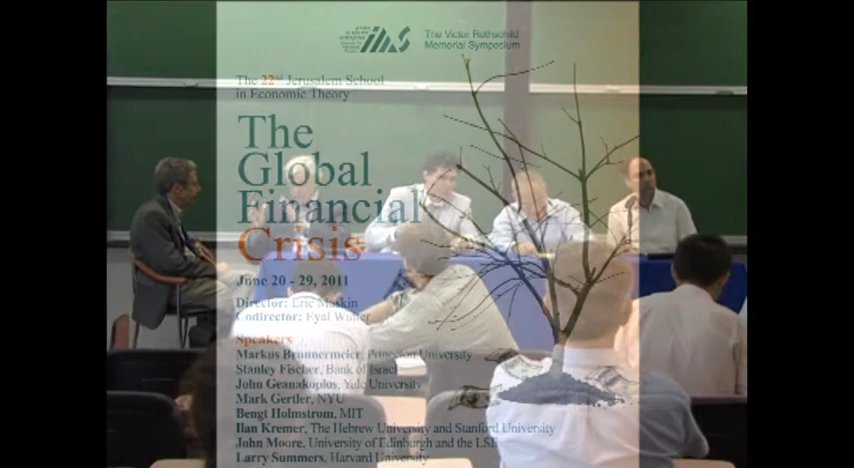 ias
The Victor Rothschild
Memorial Symposium
The 22nd Jerusalem School
in Economic Theory
The
Global
Financial
Crisis
June 20 - 29, 2011
Director: Eric Maskin
Codirector: Eyal Winter
Speakers
Markus Brunnermeier, Princeton University
Stanley Fischer, Bank of Israel
John Geanakoplos, Yale University
Mark Gertler, NYU
Bengt Holmstrom, MIT
Ilan Kremer, The Hebrew University and Stanford University
John Moore, University of Edinburgh and the LSE
Larry Summers, Harvard University